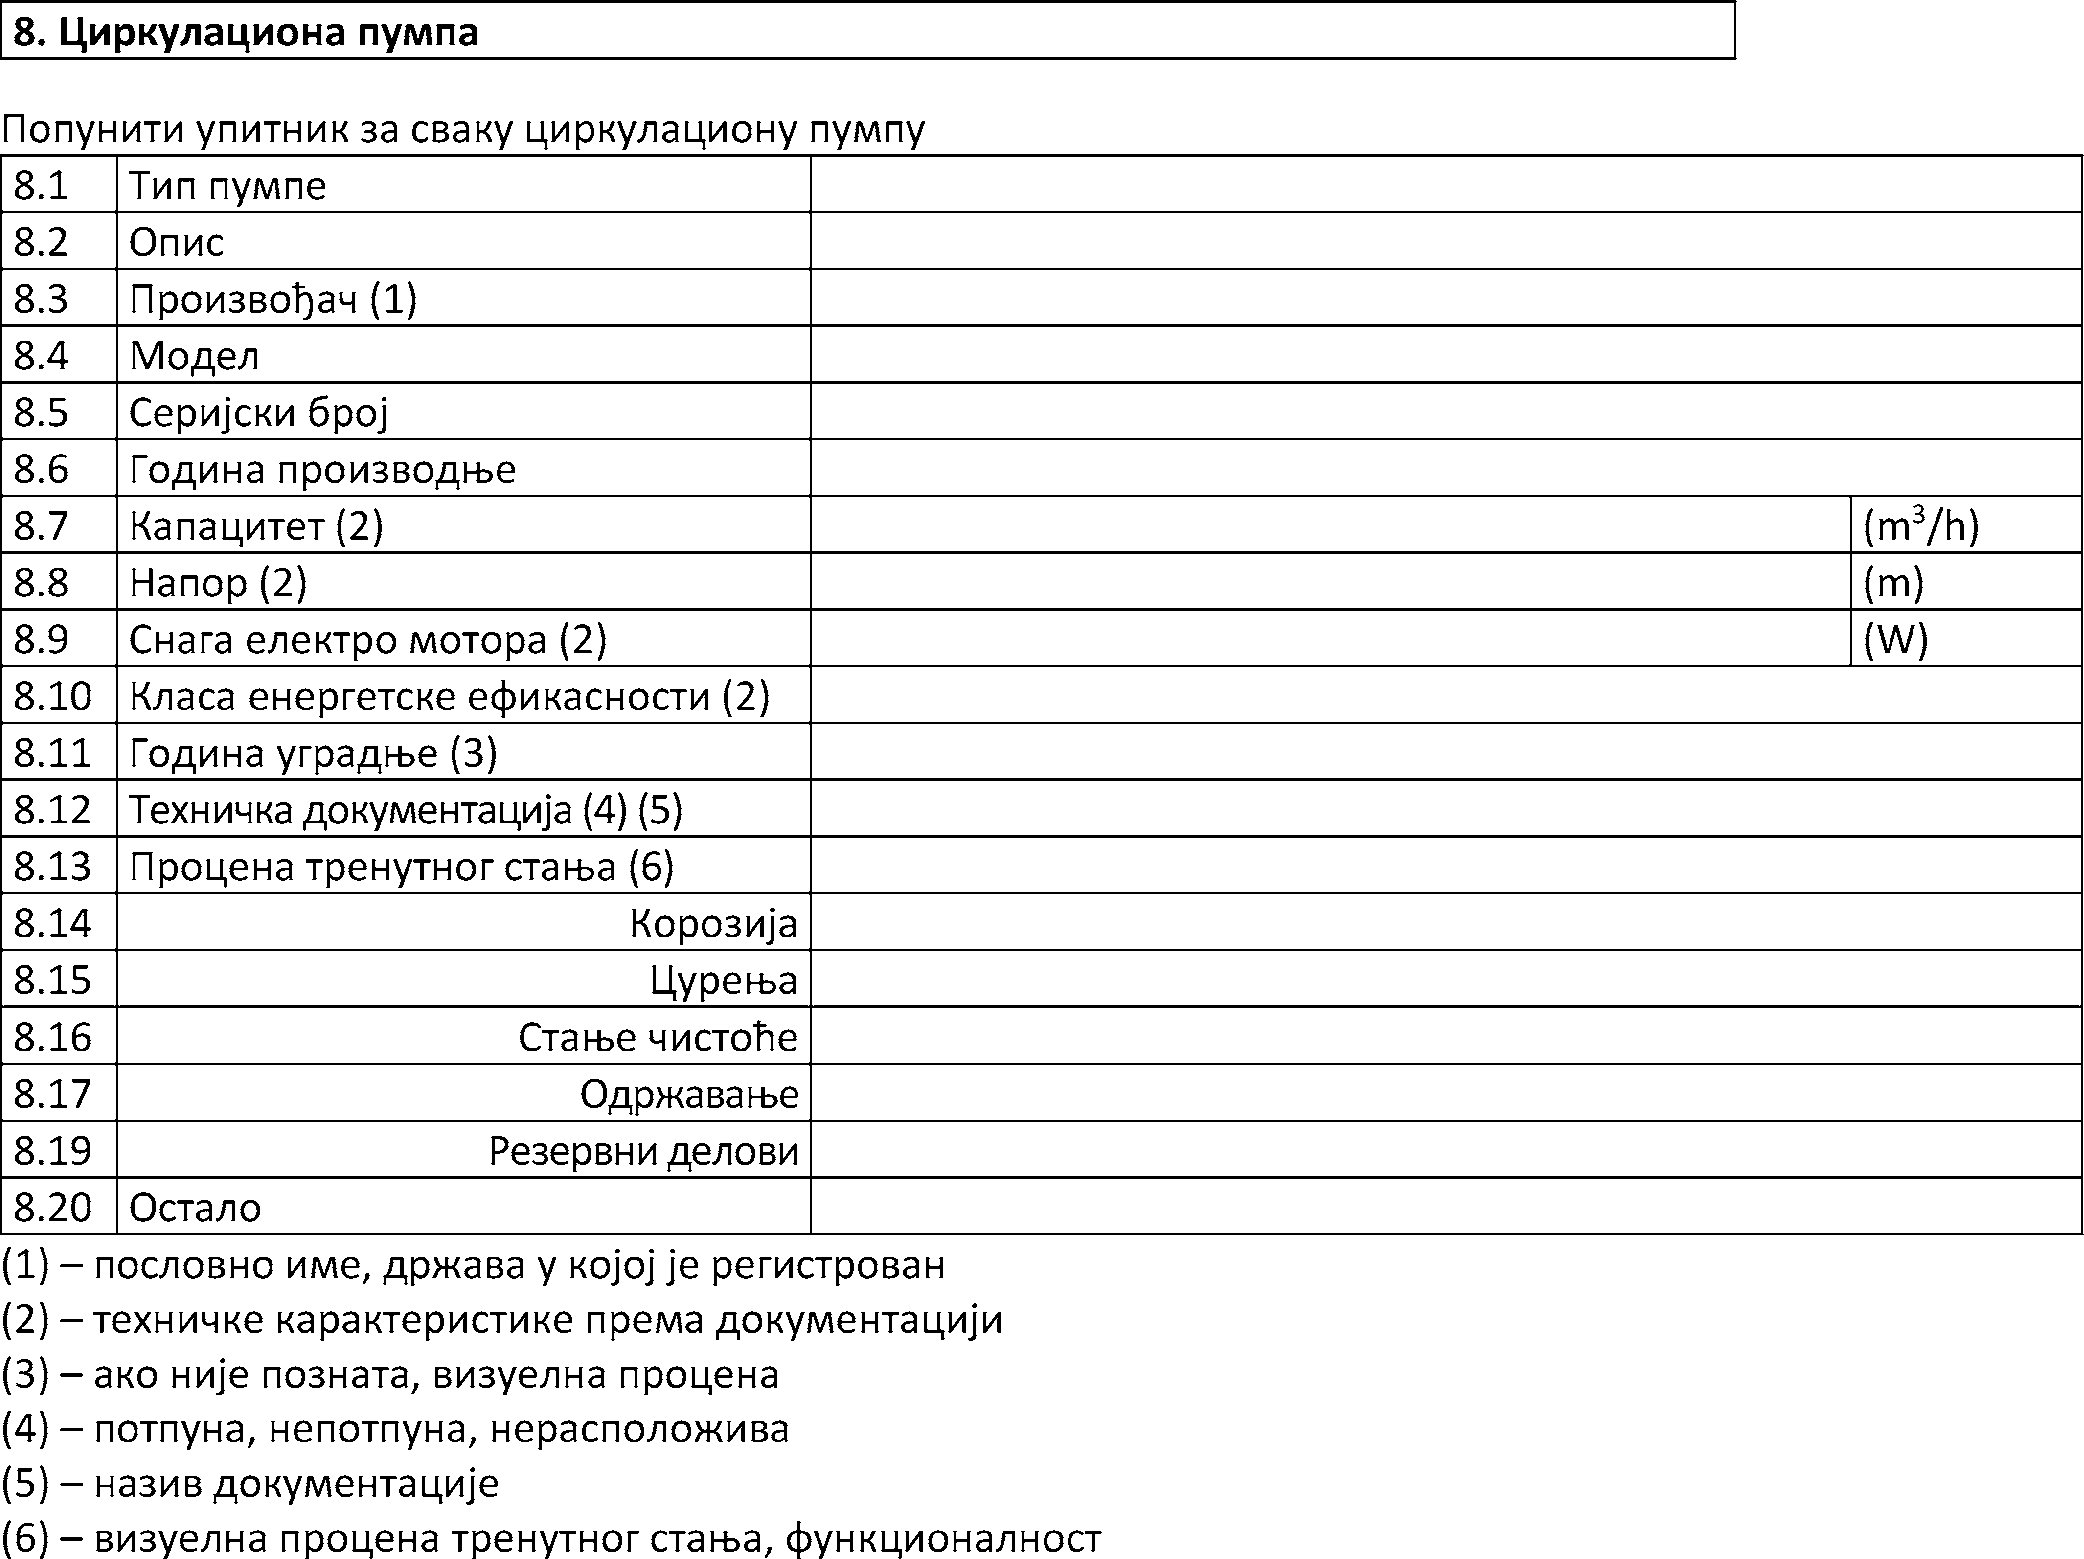 8. Циркулациона пумпа
Попунити упитник за сваку циркулациону пумпу
8.1 Тип пумпе
8.2 Опис
8.3 Произвођач (1)
8.4 Модел
8.5 Серијски број
8.6 Година производње
8.7 Капацитет (2) (m³/h)
8.8 Напор (2) (m)
8.9 Снага електро мотора (2) (W)
8.10 Класа енергетске ефикасности (2)
8.11 Година уградње (3)
8.12 Техничка документација (4) (5)
8.13 Процена тренутног стања (6)
8.14 Корозија
8.15 Цурења
8.16 Стање чистоће
8.17 Одржавање
8.19 Резервни делови
8.20 Остало
(1) – пословно име, држава у којој је регистрован
(2) – техничке карактеристике према документацији
(3) – ако није позната, визуелна процена
(4) – потпуна, непотпуна, нерасположива
(5) – назив документације
(6) – визуелна процена тренутног стања, функционалност